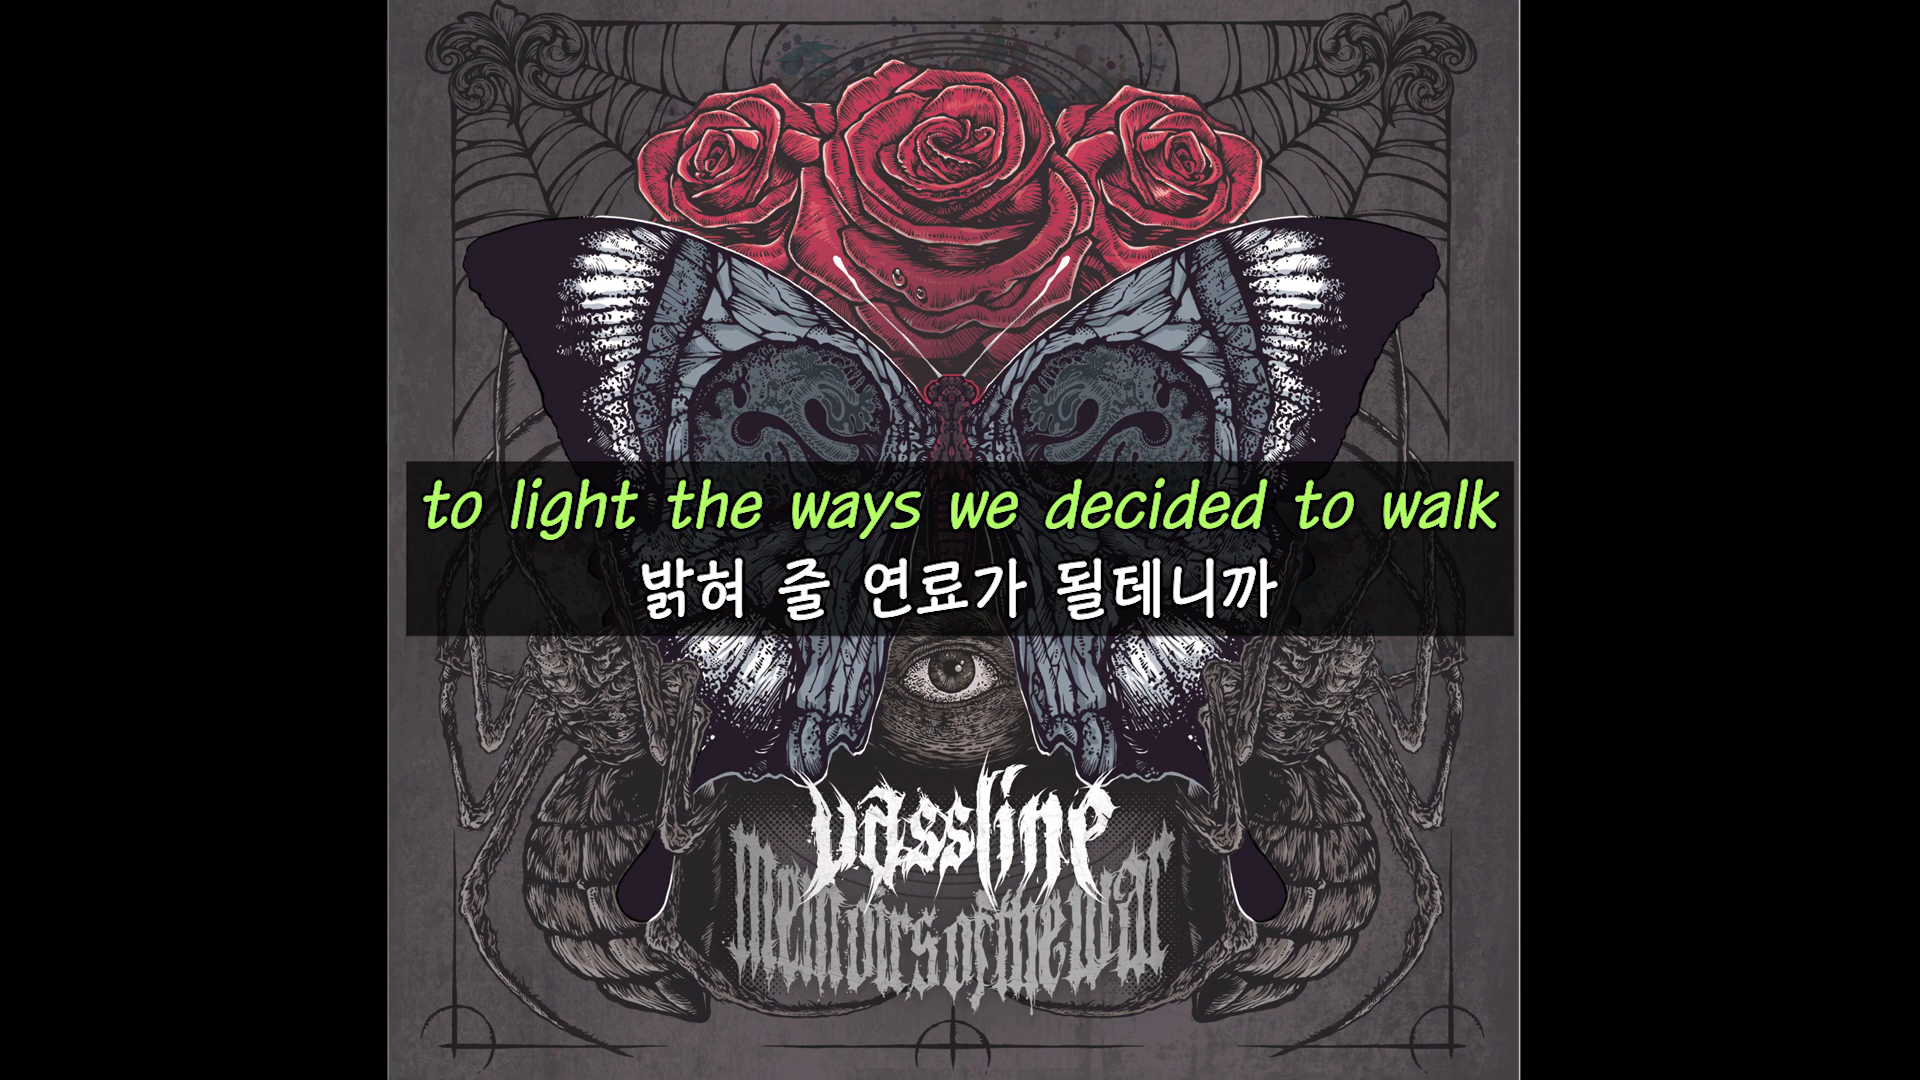 to light the ways we decided to walk
밝혀 줄 연료가 될테니까
vassline
memoirs of the war